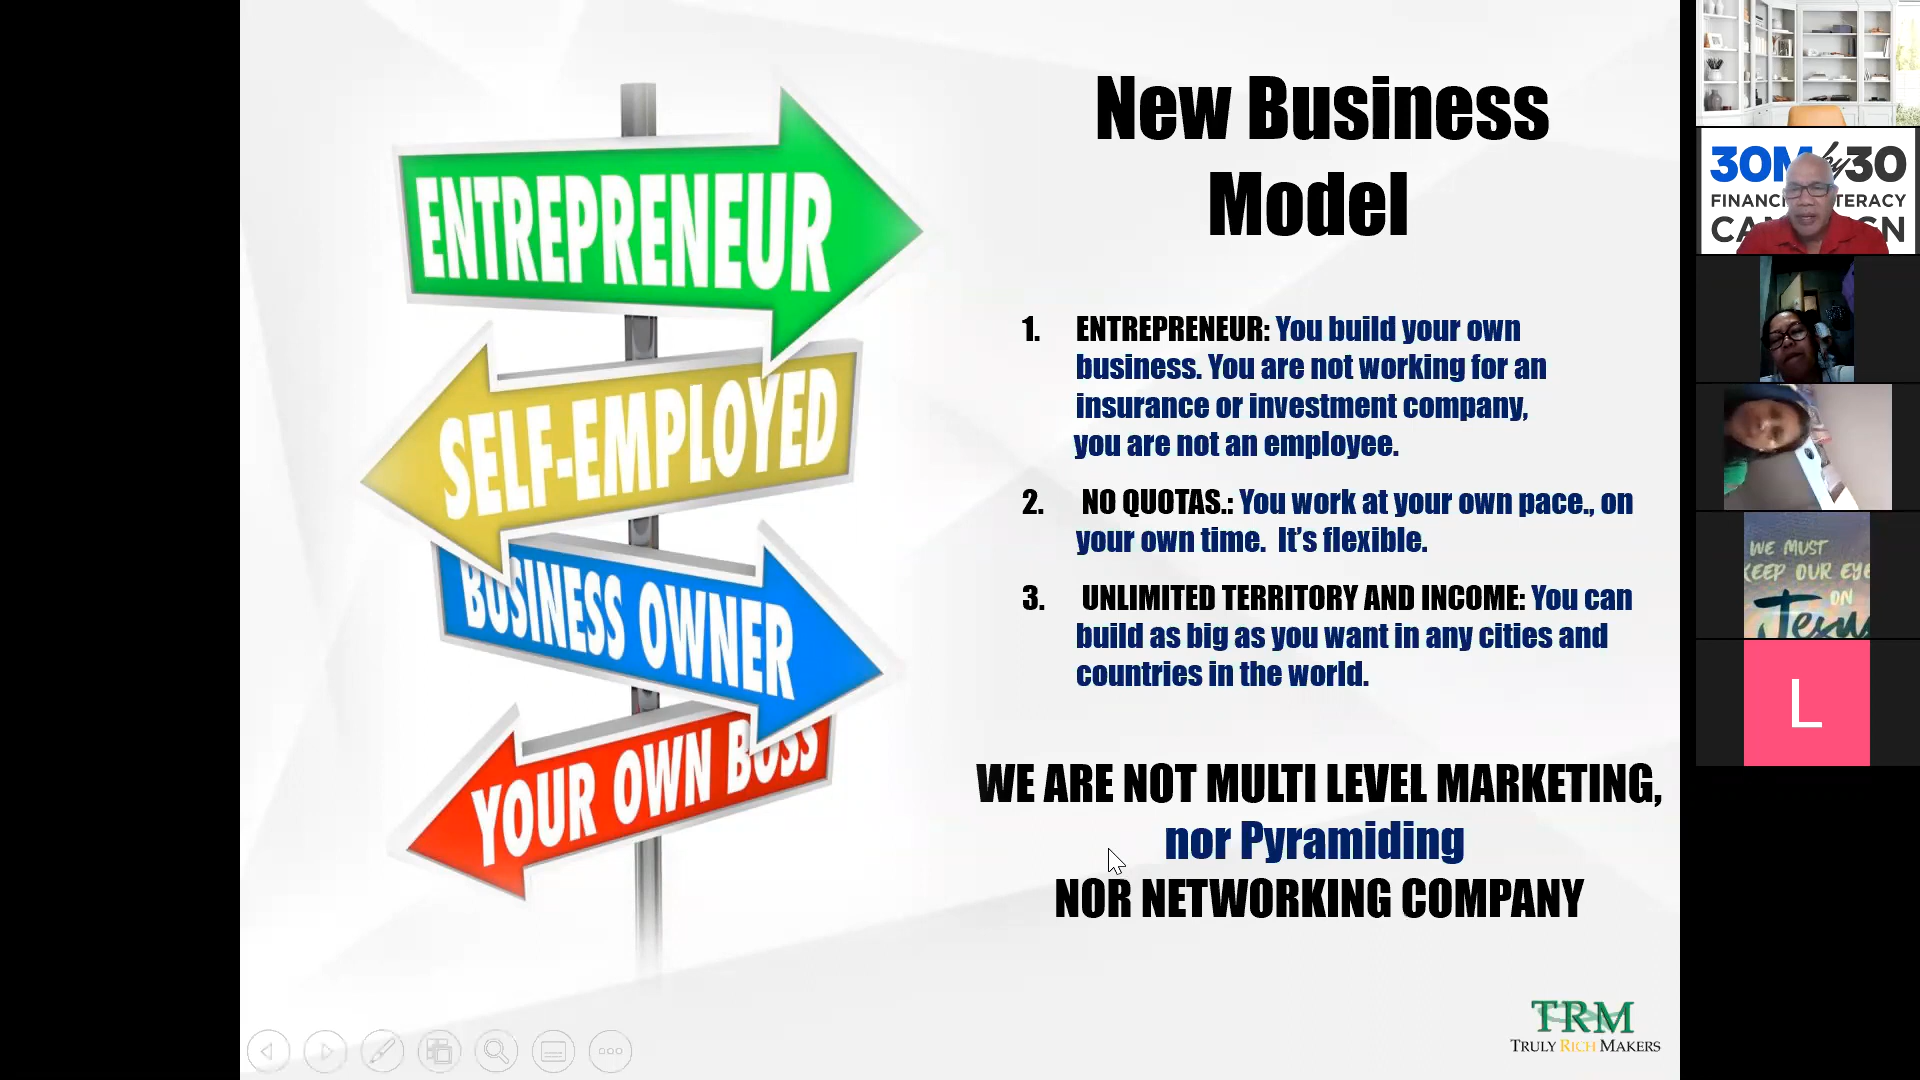 New Business
Model
ENTREPRENEUR
SELF-EMPLOYED
BUSINESS OWNER
YOUR OWN BOSS
1. ENTREPRENEUR: You build your own
business. You are not working for an
insurance or investment company,
you are not an employee.
2. NO QUOTAS.: You work at your own pace., on
your own time. It's flexible.
3. UNLIMITED TERRITORY AND INCOME: You can
build as big as you want in any cities and
countries in the world.
WE ARE NOT MULTI LEVEL MARKETING,
nor Pyramiding
NOR NETWORKING COMPANY
TRM
TRULY RICH MAKERS
30M by 30
WE MUST
KEEP OUR EYE
ON
Jesu
L